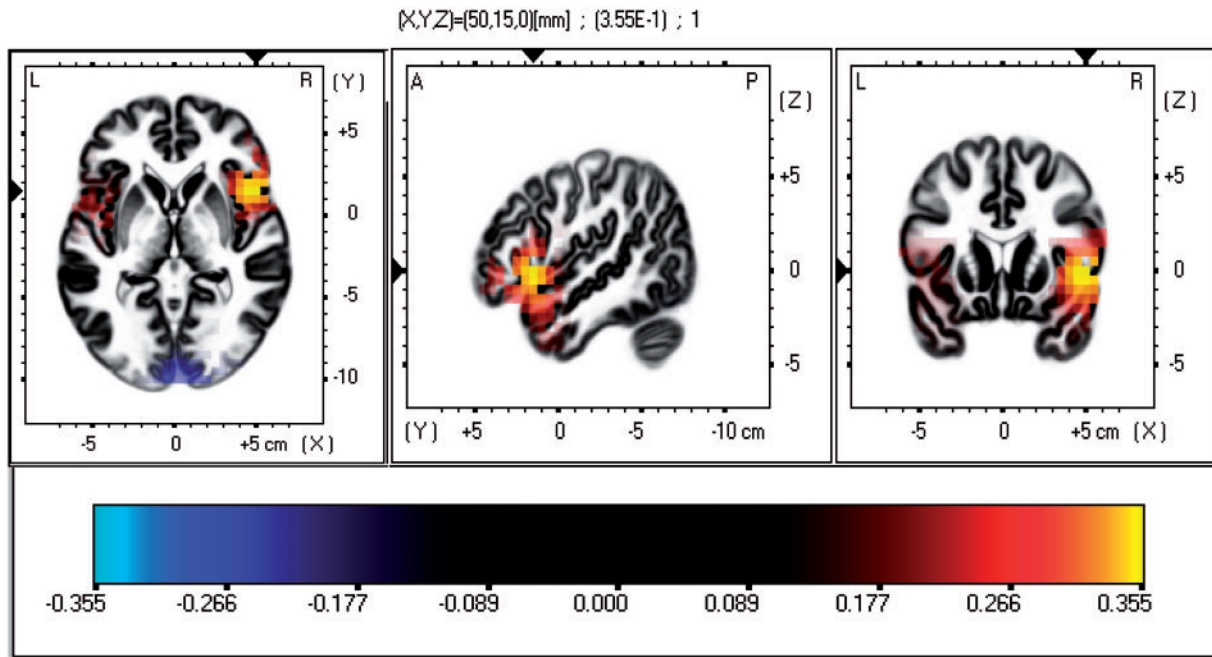 (X,Y,Z)=(50,15,0)[mm] ; (3.55E-1) ; 1
L R (Y)
+5
0
-5
-10
-5 0 +5 cm (X)
A P (Z)
+5
0
-5
(Y) +5 0 -5 -10 cm
L R (Z)
+5
0
-5
-5 0 +5 cm (X)
-0.355 -0.266 -0.177 -0.089 0.000 0.089 0.177 0.266 0.355